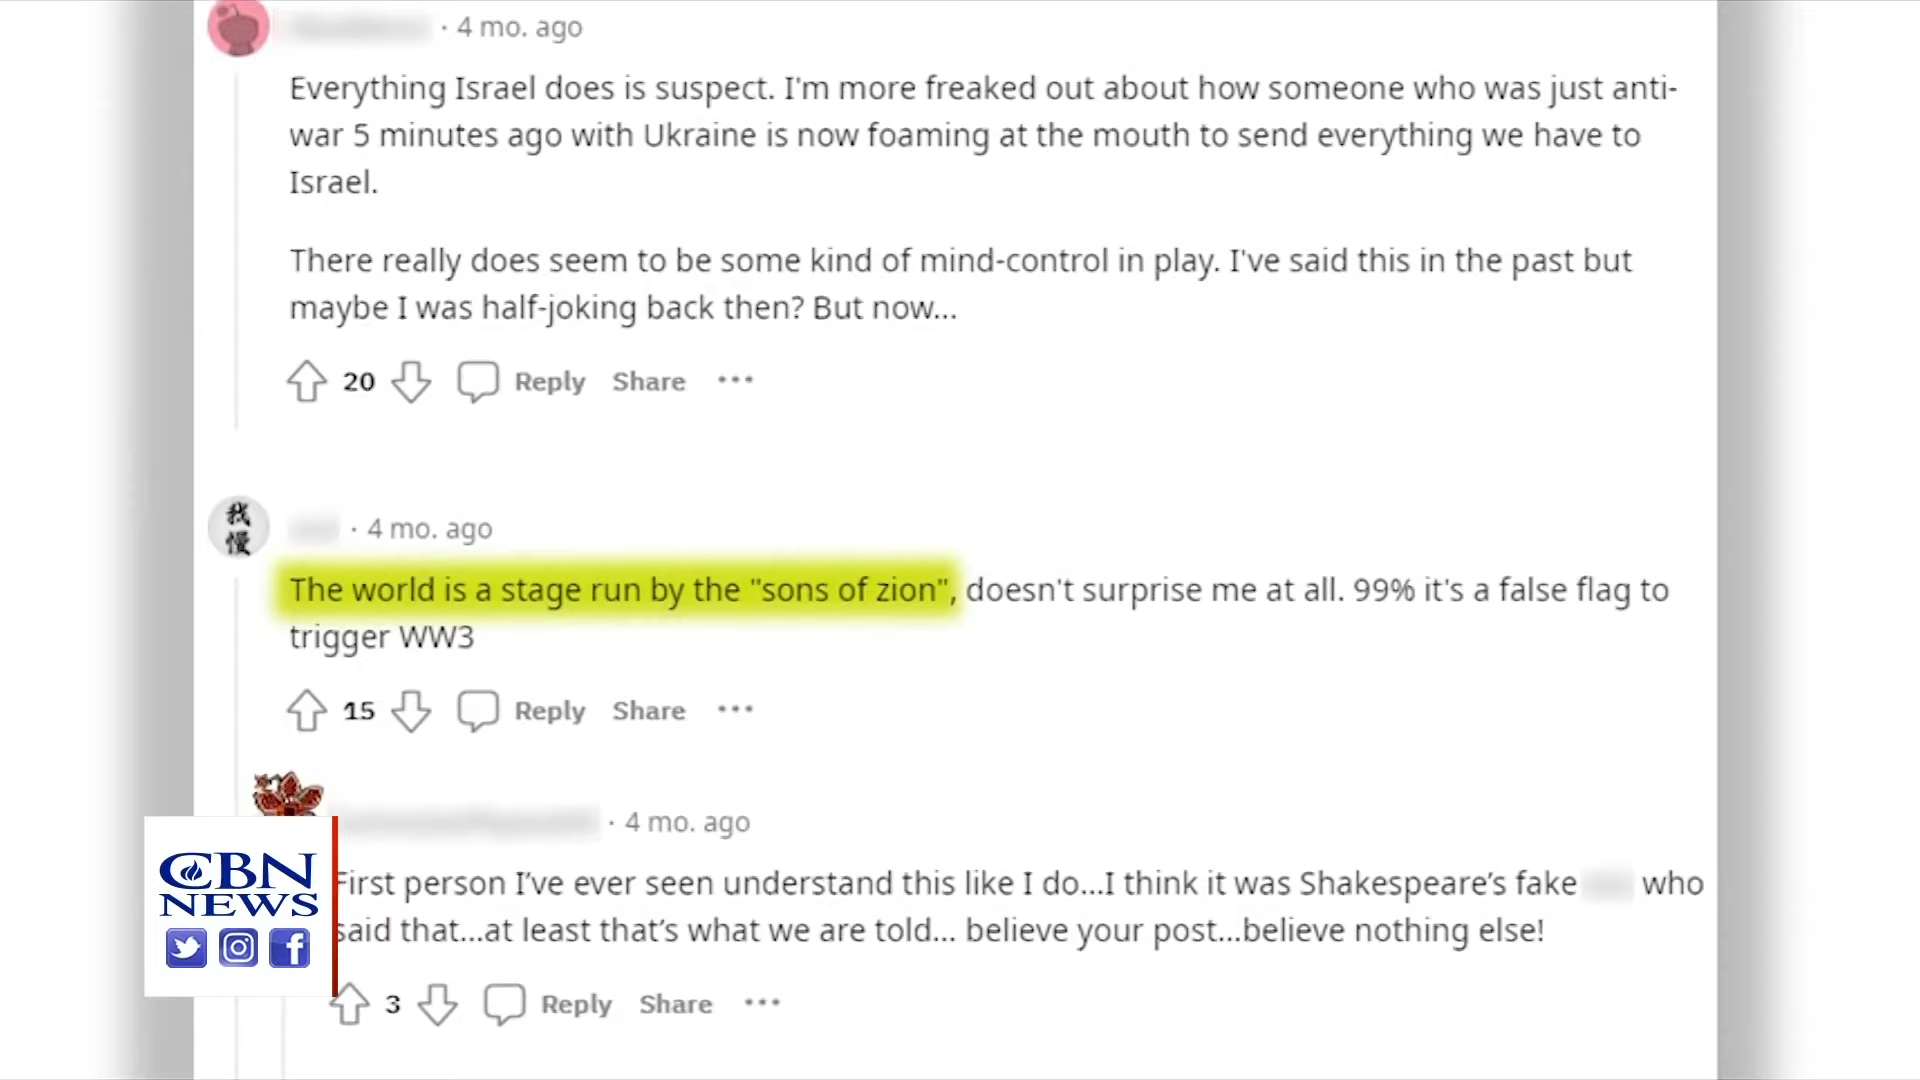 · 4 mo. ago
Everything Israel does is suspect. I'm more freaked out about how someone who was just anti-
war 5 minutes ago with Ukraine is now foaming at the mouth to send everything we have to
Israel.
There really does seem to be some kind of mind-control in play. I've said this in the past but
maybe I was half-joking back then? But now...
20 Reply Share ···
我
慢
· 4 mo. ago
The world is a stage run by the "sons of zion", doesn't surprise me at all. 99% it's a false flag to
trigger WW3
15 Reply Share ···
· 4 mo. ago
First person I've ever seen understand this like I do...I think it was Shakespeare's fake who
said that...at least that's what we are told... believe your post...believe nothing else!
3 Reply Share ···
CBN
NEWS